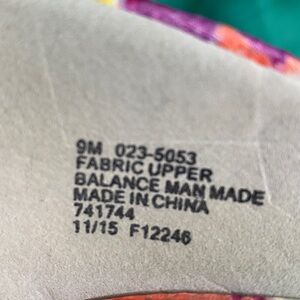 9M 023-5053
FABRIC UPPER
BALANCE MAN MADE
MADE IN CHINA
741744
11/15 F12246